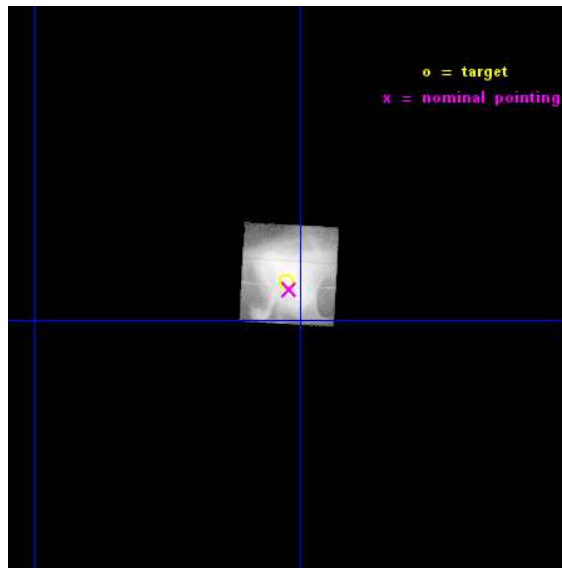 o = target
x = nominal pointing